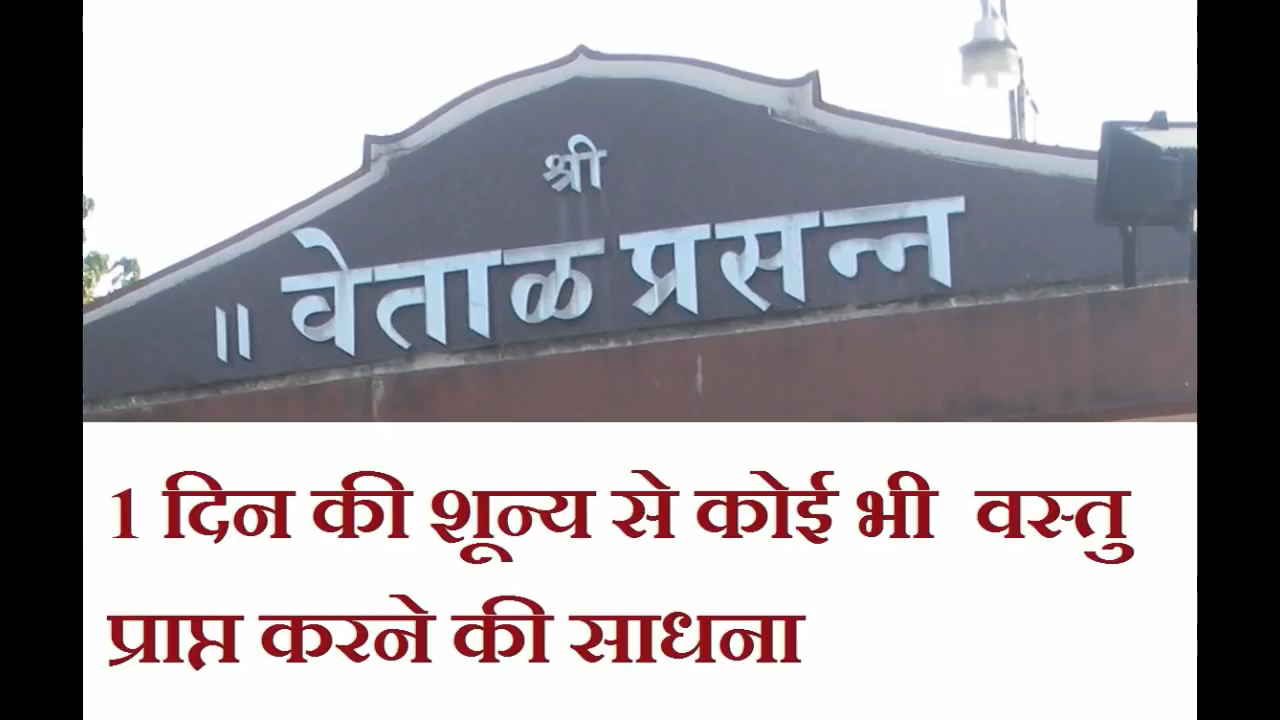 श्री
॥ वेताळ प्रसन्न
1 दिन की शून्य से कोई भी वस्तु
प्राप्त करने की साधना